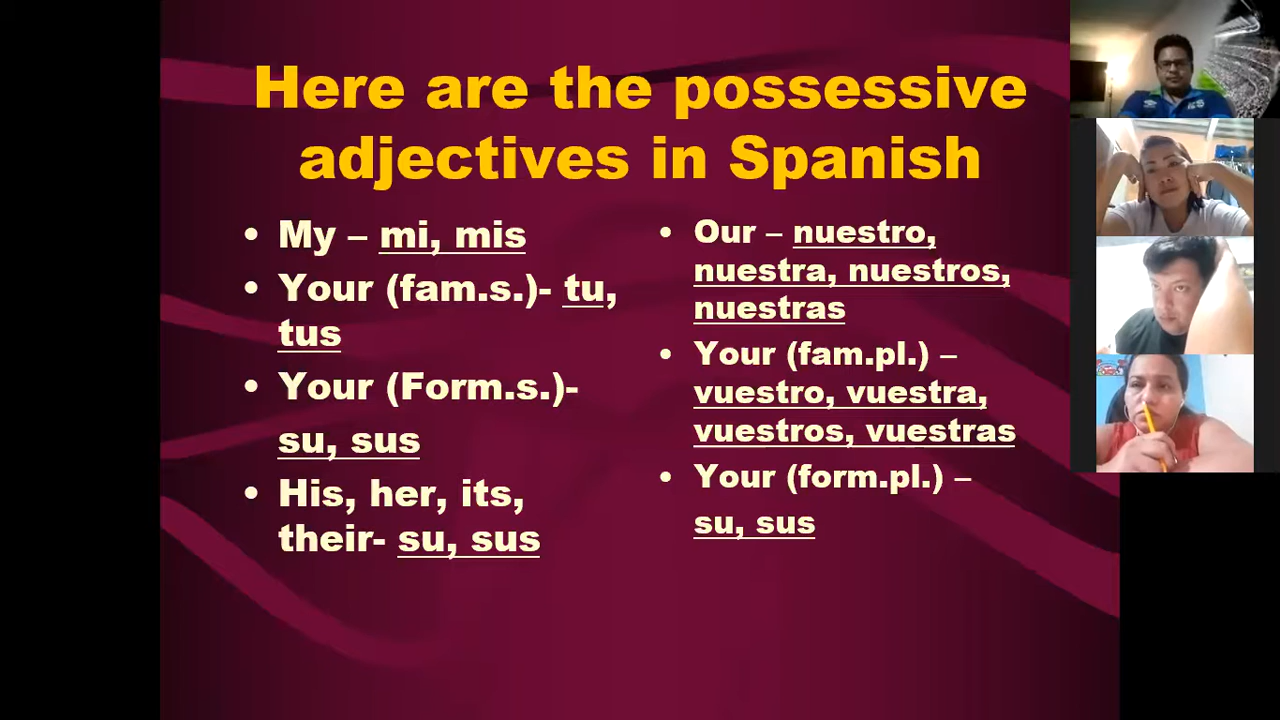 Here are the possessive
adjectives in Spanish
• My – mi, mis
• Your (fam.s.)- tu,
tus
• Your (Form.s.)-
su, sus
• His, her, its,
their- su, sus
• Our – nuestro,
nuestra, nuestros,
nuestras
• Your (fam.pl.) –
vuestro, vuestra,
vuestros, vuestras
• Your (form.pl.) –
su, sus